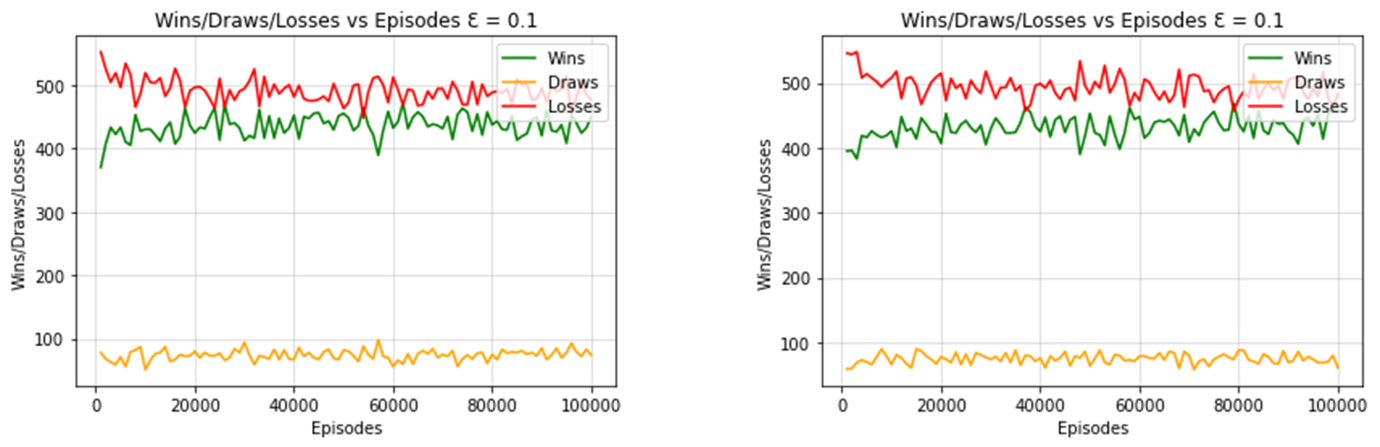 Wins/Draws/Losses vs Episodes Ɛ = 0.1
Wins
Draws
Losses
500
400
300
200
100
Wins/Draws/Losses
0 20000 40000 60000 80000 100000
Episodes
Wins/Draws/Losses vs Episodes Ɛ = 0.1
Wins
Draws
Losses
500
400
300
200
100
Wins/Draws/Losses
0 20000 40000 60000 80000 100000
Episodes